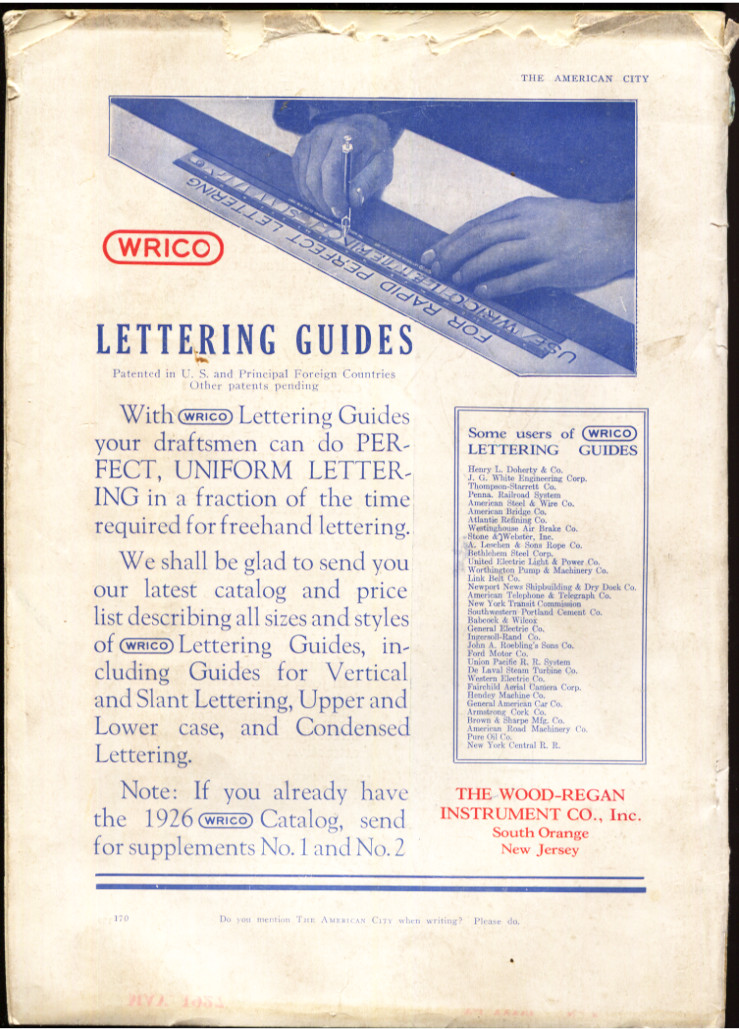 THE AMERICAN CITY
FOR RAPID PERFECT LETTERING
USE WRICO LETTERING
WRICO
LETTERING GUIDES
Patented in U. S. and Principal Foreign Countries
Other patents pending
With WRICO Lettering Guides
your draftsmen can do PER-
FECT, UNIFORM LETTER-
ING in a fraction of the time
required for freehand lettering.
We shall be glad to send you
our latest catalog and price
list describing all sizes and styles
of WRICO Lettering Guides, in-
cluding Guides for Vertical
and Slant Lettering, Upper and
Lower case, and Condensed
Lettering.
Note: If you already have
the 1926 WRICO Catalog, send
for supplements No. 1 and No. 2
Some users of WRICO
LETTERING GUIDES
Henry L. Doherty & Co.
J. G. White Engineering Corp.
Thompson-Starrett Co.
Penna. Railroad System
American Steel & Wire Co.
American Bridge Co.
Atlantic Refining Co.
Westinghouse Air Brake Co.
Stone & Webster, Inc.
A. Leschen & Sons Rope Co.
Bethlehem Steel Corp.
United Electric Light & Power Co.
Worthington Pump & Machinery Co.
Link Belt Co.
Newport News Shipbuilding & Dry Dock Co.
American Telephone & Telegraph Co.
New York Transit Commission
Southwestern Portland Cement Co.
Babcock & Wilcox
General Electric Co.
Ingersoll-Rand Co.
John A. Roebling's Sons Co.
Ford Motor Co.
Union Pacific R. R. System
De Laval Steam Turbine Co.
Western Electric Co.
Fairchild Aerial Camera Corp.
Hendey Machine Co.
General American Car Co.
Armstrong Cork Co.
Brown & Sharpe Mfg. Co.
American Road Machinery Co.
Pure Oil Co.
New York Central R. R.
THE WOOD-REGAN
INSTRUMENT CO., Inc.
South Orange
New Jersey
170
Do you mention THE AMERICAN CITY when writing? Please do.